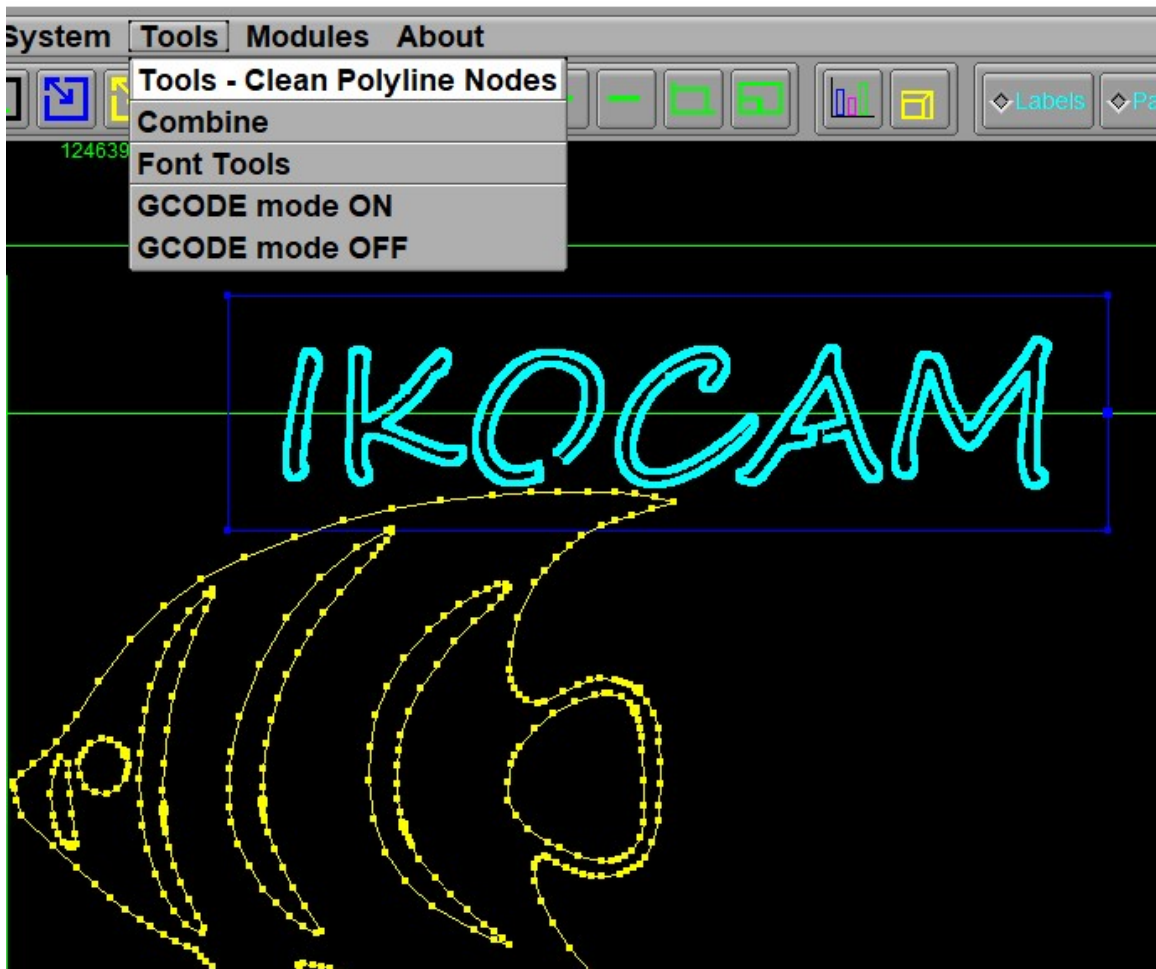 System Tools Modules About
Tools - Clean Polyline Nodes
Combine
Font Tools
GCODE mode ON
GCODE mode OFF
Labels
124639
IKOCAM